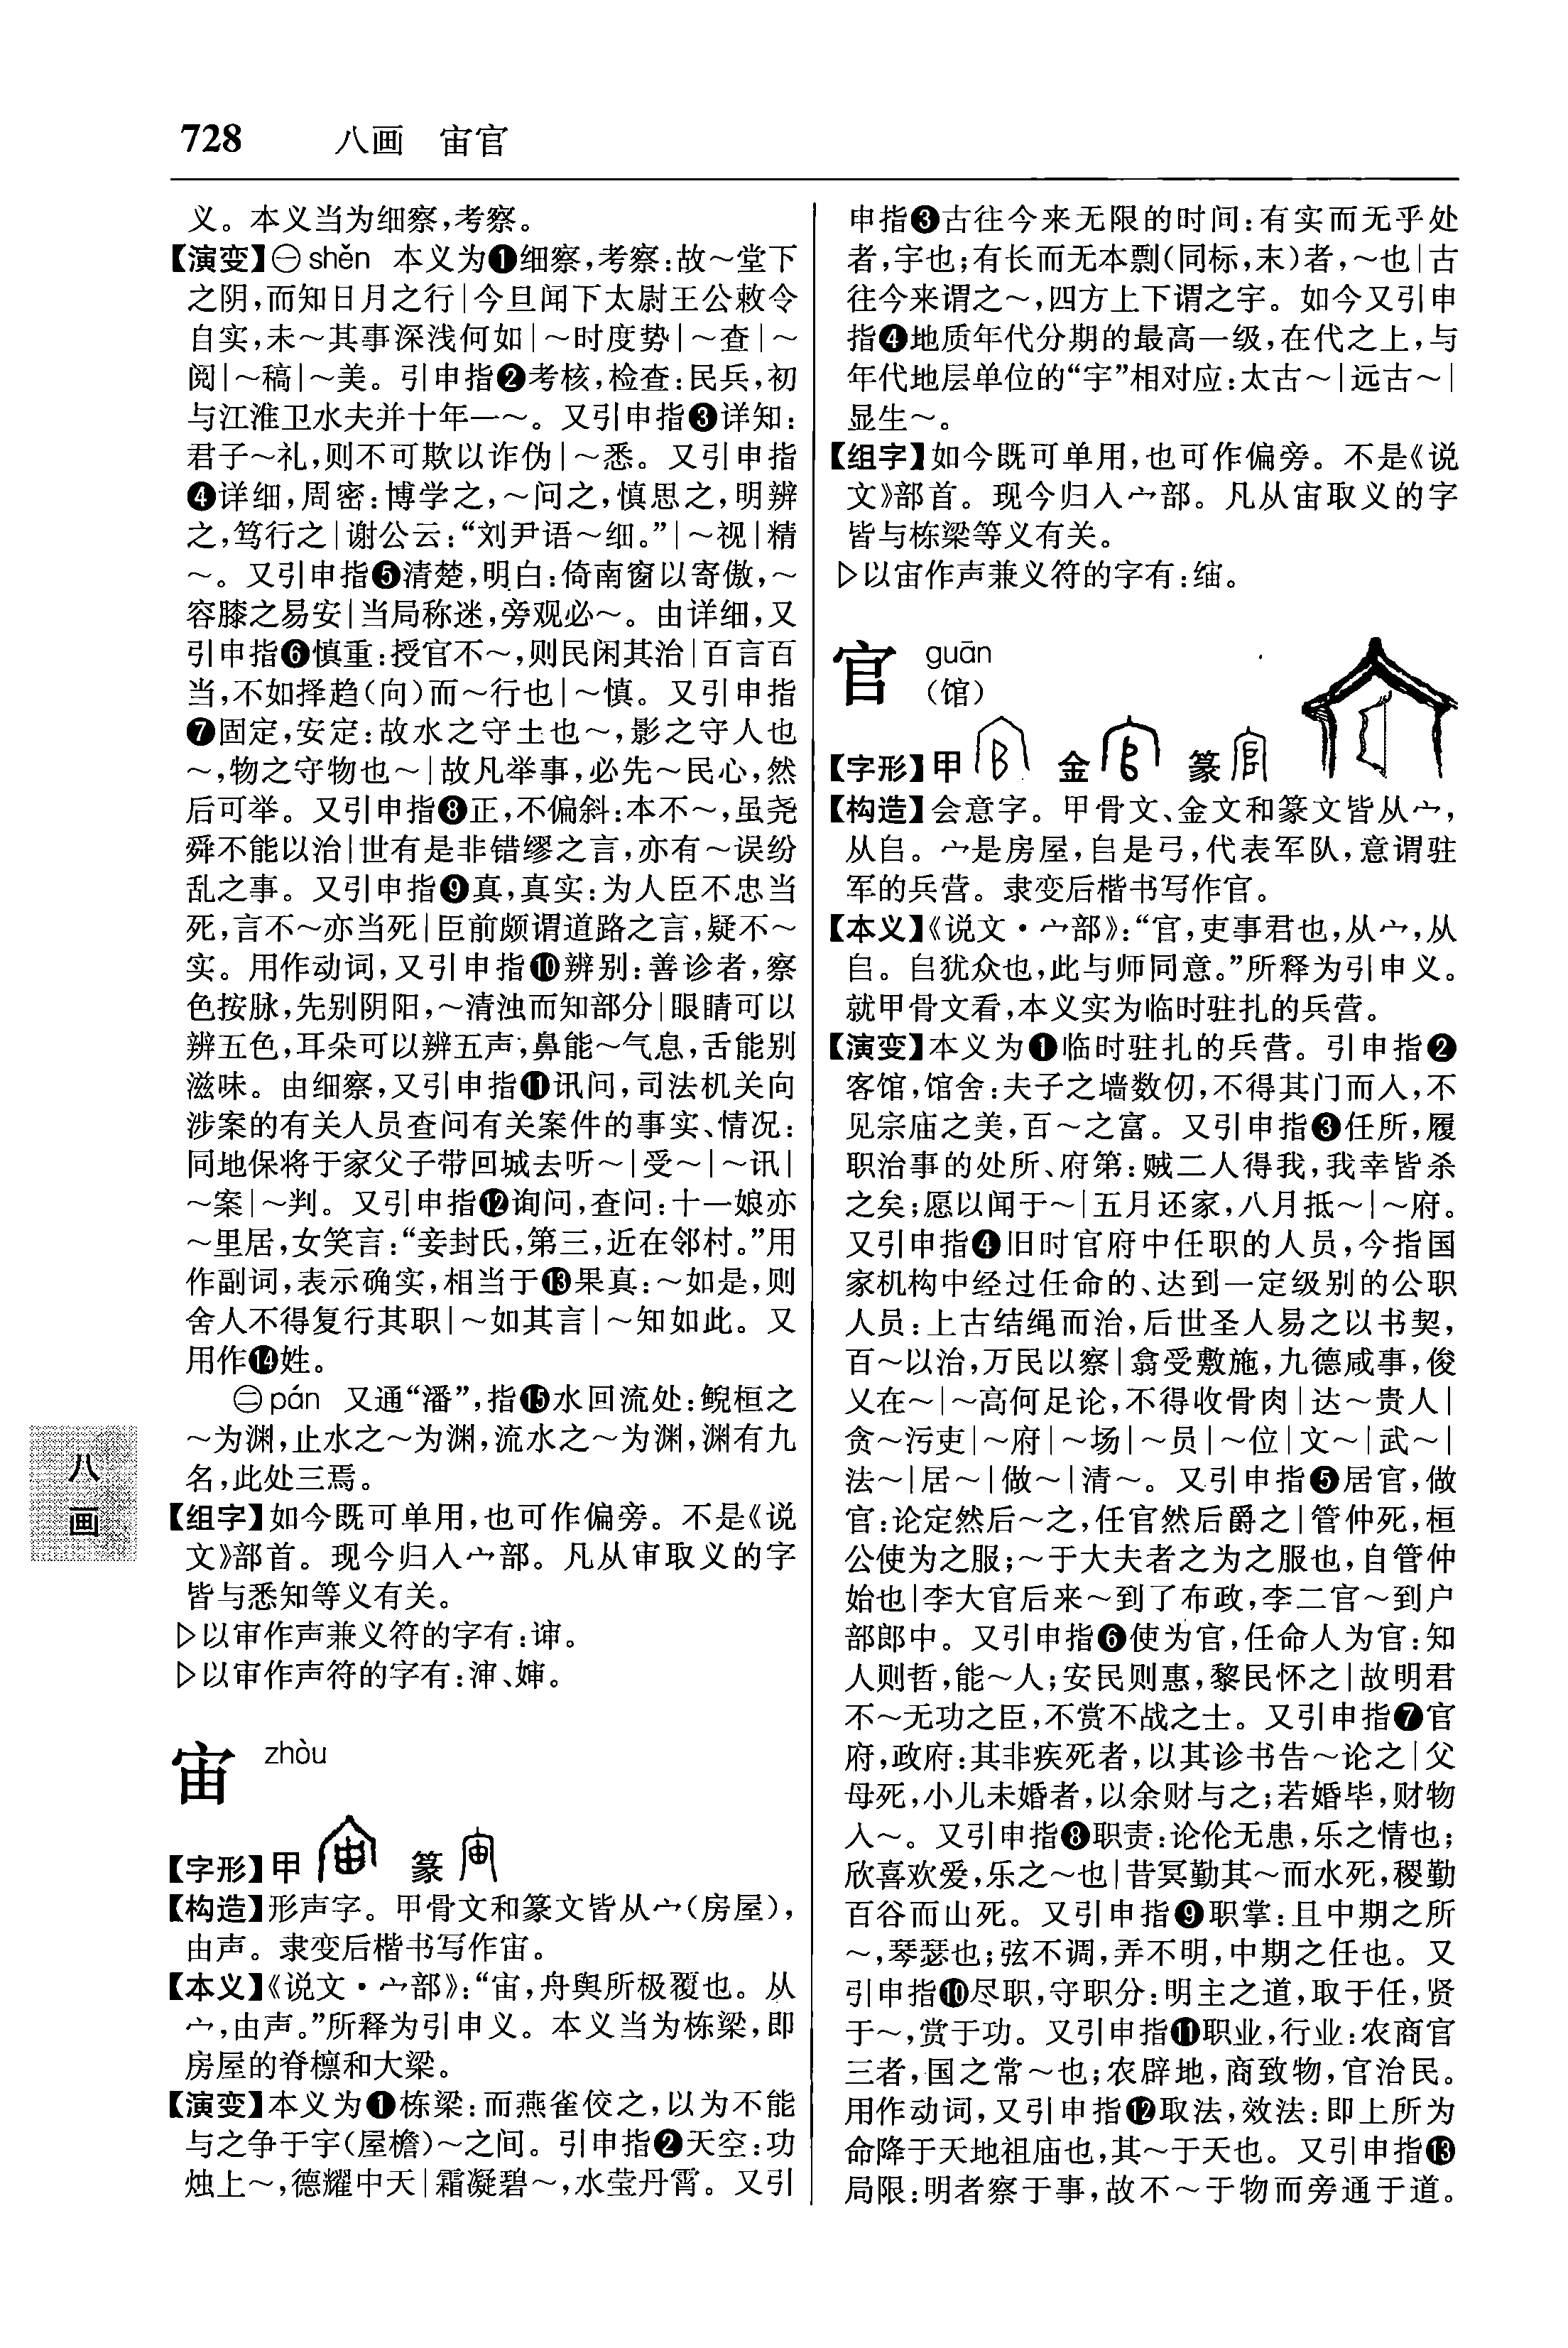 728 八画 宙官
义。本义当为细察,考察。
【演变】㊀shěn 本义为❶细察,考察:故～堂下
之阴,而知日月之行|今旦闻下太尉王公敕令
自实,未～其事深浅何如|～时度势|～查|～
阅|～稿|～美。引申指❷考核,检查:民兵,初
与江淮卫水夫并十年一～。又引申指❸详知:
君子～礼,则不可欺以诈伪|～悉。又引申指
❹详细,周密:博学之,～问之,慎思之,明辨
之,笃行之|谢公云:“刘尹语～细。”|～视|精
～。又引申指❺清楚,明白:倚南窗以寄傲,～
容膝之易安|当局称迷,旁观必～。由详细,又
引申指❻慎重:授官不～,则民闲其治|百言百
当,不如择趋(向)而～行也|～慎。又引申指
❼固定,安定:故水之守土也～,影之守人也
～,物之守物也～|故凡举事,必先～民心,然
后可举。又引申指❽正,不偏斜:本不～,虽尧
舜不能以治|世有是非错缪之言,亦有～误纷
乱之事。又引申指❾真,真实:为人臣不忠当
死,言不～亦当死|臣前颇谓道路之言,疑不～
实。用作动词,又引申指❿辨别:善诊者,察
色按脉,先别阴阳,～清浊而知部分|眼睛可以
辨五色,耳朵可以辨五声,鼻能～气息,舌能别
滋味。由细察,又引申指⓫讯问,司法机关向
涉案的有关人员查问有关案件的事实、情况:
同地保将于家父子带回城去听～|受～|～讯|
～案|～判。又引申指⓬询问,查问:十一娘亦
～里居,女笑言:“妾封氏,第三,近在邻村。”用
作副词,表示确实,相当于⓭果真:～如是,则
舍人不得复行其职|～如其言|～知如此。又
用作⓮姓。
㊁pán 又通“潘”,指⓯水回流处:鲵桓之
～为渊,止水之～为渊,流水之～为渊,渊有九
名,此处三焉。
【组字】如今既可单用,也可作偏旁。不是《说
文》部首。现今归入宀部。凡从审取义的字
皆与悉知等义有关。
▷以审作声兼义符的字有:谉。
▷以审作声符的字有:渖、婶。
宙 zhòu
【字形】甲 篆
【构造】形声字。甲骨文和篆文皆从宀(房屋),
由声。隶变后楷书写作宙。
【本义】《说文·宀部》:“宙,舟舆所极覆也。从
宀,由声。”所释为引申义。本义当为栋梁,即
房屋的脊檩和大梁。
【演变】本义为❶栋梁:而燕雀佼之,以为不能
与之争于宇(屋檐)～之间。引申指❷天空:功
烛上～,德耀中天|霜凝碧～,水莹丹霄。又引
申指❸古往今来无限的时间:有实而无乎处
者,宇也;有长而无本剽(同标,末)者,～也|古
往今来谓之～,四方上下谓之宇。如今又引申
指❹地质年代分期的最高一级,在代之上,与
年代地层单位的“宇”相对应:太古～|远古～|
显生～。
【组字】如今既可单用,也可作偏旁。不是《说
文》部首。现今归入宀部。凡从宙取义的字
皆与栋梁等义有关。
▷以宙作声兼义符的字有:䌷。
官 guān
(馆)
【字形】甲 金 篆
【构造】会意字。甲骨文、金文和篆文皆从宀,
从𠂤。宀是房屋,𠂤是弓,代表军队,意谓驻
军的兵营。隶变后楷书写作官。
【本义】《说文·宀部》:“官,吏事君也,从宀,从
𠂤。𠂤犹众也,此与师同意。”所释为引申义。
就甲骨文看,本义实为临时驻扎的兵营。
【演变】本义为❶临时驻扎的兵营。引申指❷
客馆,馆舍:夫子之墙数仞,不得其门而入,不
见宗庙之美,百～之富。又引申指❸任所,履
职治事的处所、府第:贼二人得我,我幸皆杀
之矣;愿以闻于～|五月还家,八月抵～|～府。
又引申指❹旧时官府中任职的人员,今指国
家机构中经过任命的、达到一定级别的公职
人员:上古结绳而治,后世圣人易之以书契,
百～以治,万民以察|翕受敷施,九德咸事,俊
乂在～|～高何足论,不得收骨肉|达～贵人|
贪～污吏|～府|～场|～员|～位|文～|武～|
法～|居～|做～|清～。又引申指❺居官,做
官:论定然后～之,任官然后爵之|管仲死,桓
公使为之服;～于大夫者之为之服也,自管仲
始也|李大官后来～到了布政,李二官～到户
部郎中。又引申指❻使为官,任命人为官:知
人则哲,能～人;安民则惠,黎民怀之|故明君
不～无功之臣,不赏不战之士。又引申指❼官
府,政府:其非疾死者,以其诊书告～论之|父
母死,小儿未婚者,以余财与之;若婚毕,财物
入～。又引申指❽职责:论伦无患,乐之情也;
欣喜欢爱,乐之～也|昔冥勤其～而水死,稷勤
百谷而山死。又引申指❾职掌:且中期之所
～,琴瑟也;弦不调,弄不明,中期之任也。又
引申指❿尽职,守职分:明主之道,取于任,贤
于～,赏于功。又引申指⓫职业,行业:农商官
三者,国之常～也;农辟地,商致物,官治民。
用作动词,又引申指⓬取法,效法:即上所为
命降于天地祖庙也,其～于天也。又引申指⓭
局限:明者察于事,故不～于物而旁通于道。
八
画